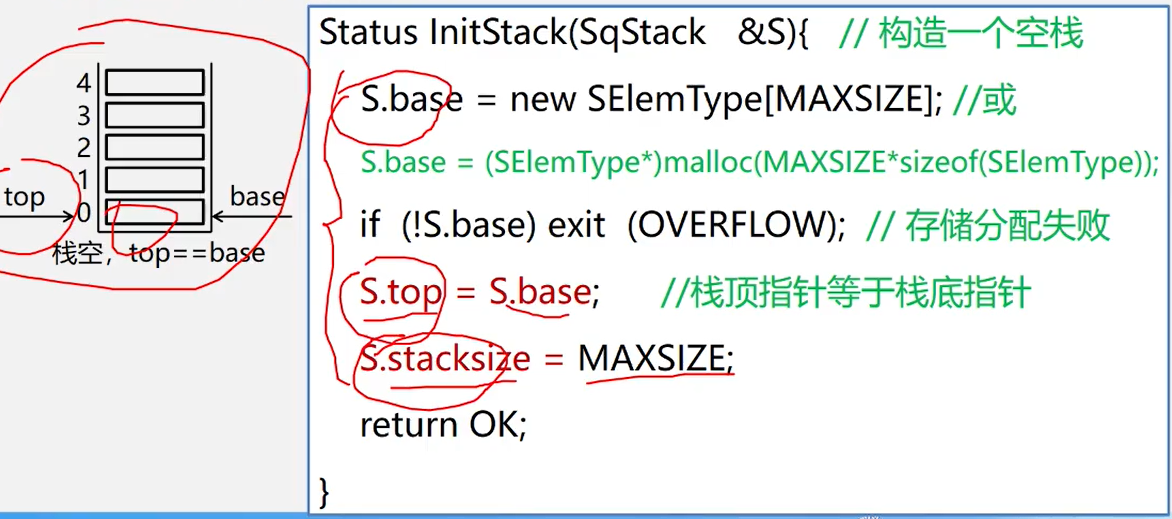 4
3
2
1
top
0
base
栈空，top==base
Status InitStack(SqStack &S){ // 构造一个空栈
S.base = new SElemType[MAXSIZE]; //或
S.base = (SElemType*)malloc(MAXSIZE*sizeof(SElemType));
if (!S.base) exit (OVERFLOW); // 存储分配失败
S.top = S.base; //栈顶指针等于栈底指针
S.stacksize = MAXSIZE;
return OK;
}